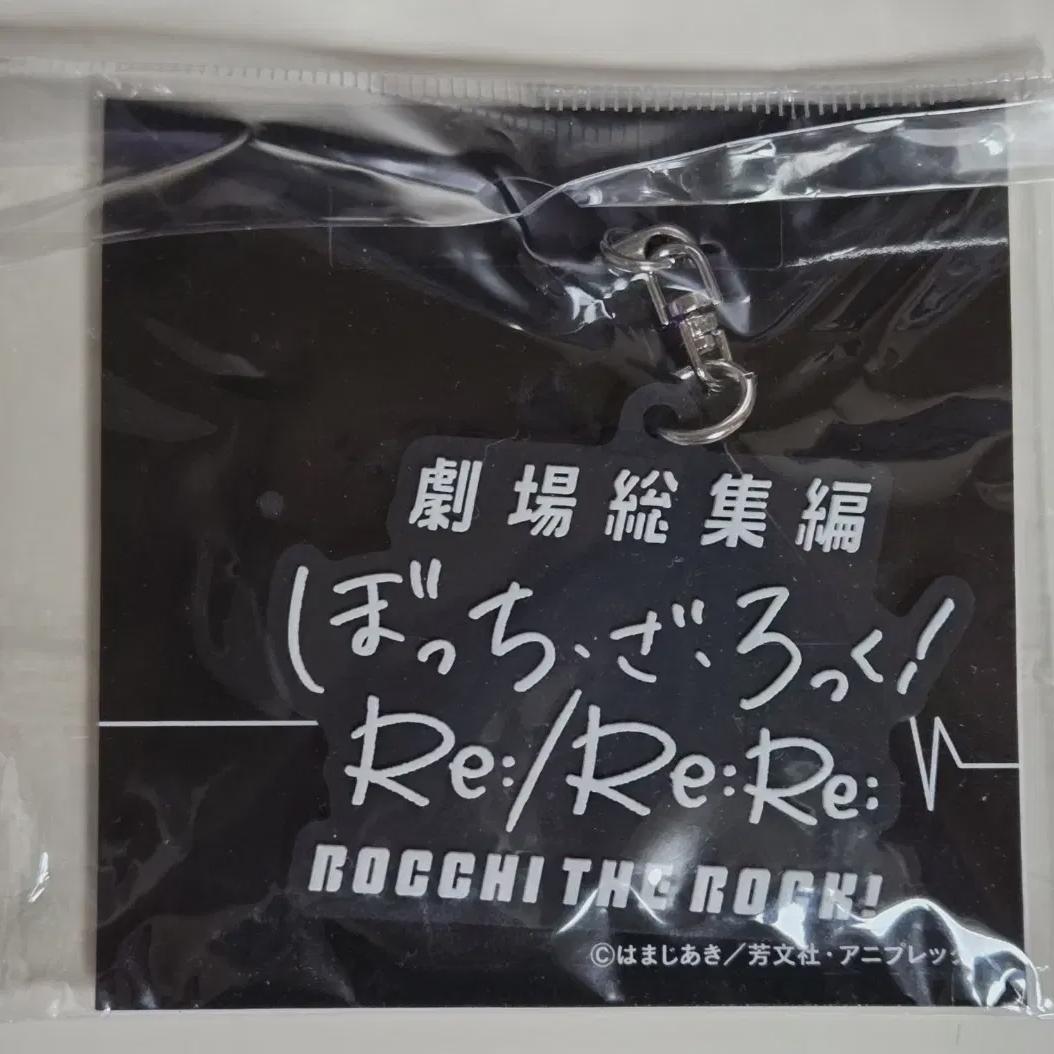 劇場総集編
ぼっち・ざ・ろっく!
Re:/Re:Re:
BOCCHI THE ROCK!
©はまじあき/芳文社・アニプレック